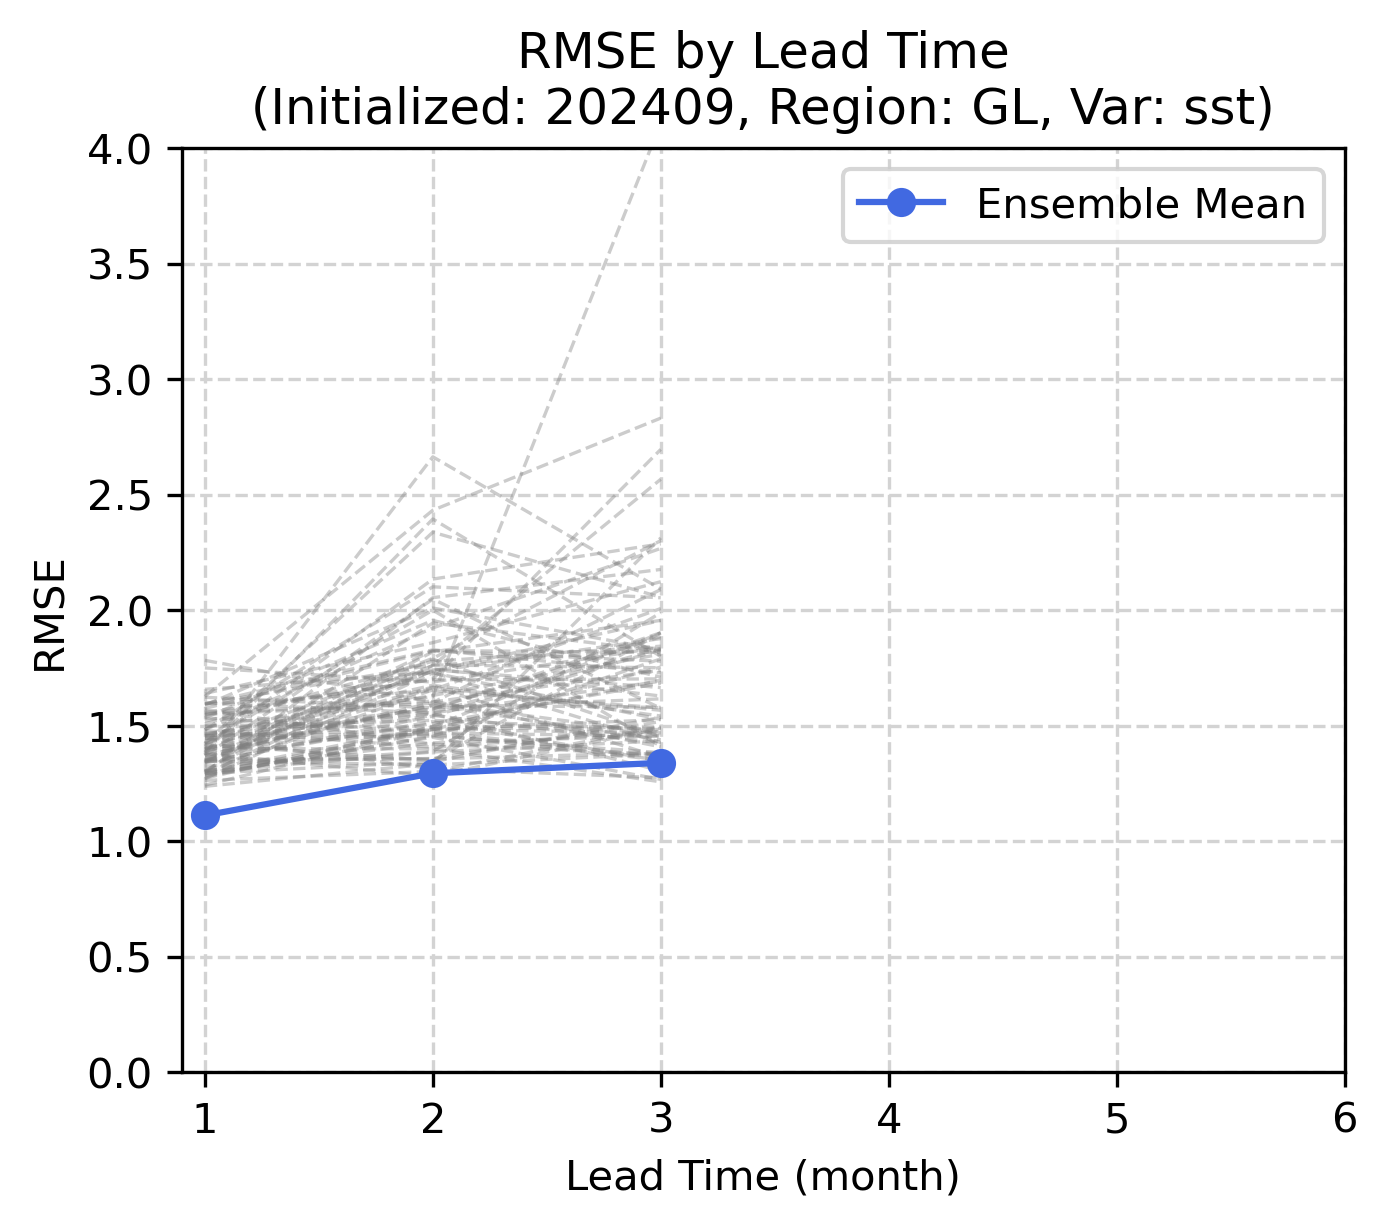 RMSE by Lead Time
(Initialized: 202409, Region: GL, Var: sst)
4.0
3.5
3.0
2.5
2.0
1.5
1.0
0.5
0.0
RMSE
Ensemble Mean
1 2 3 4 5 6
Lead Time (month)